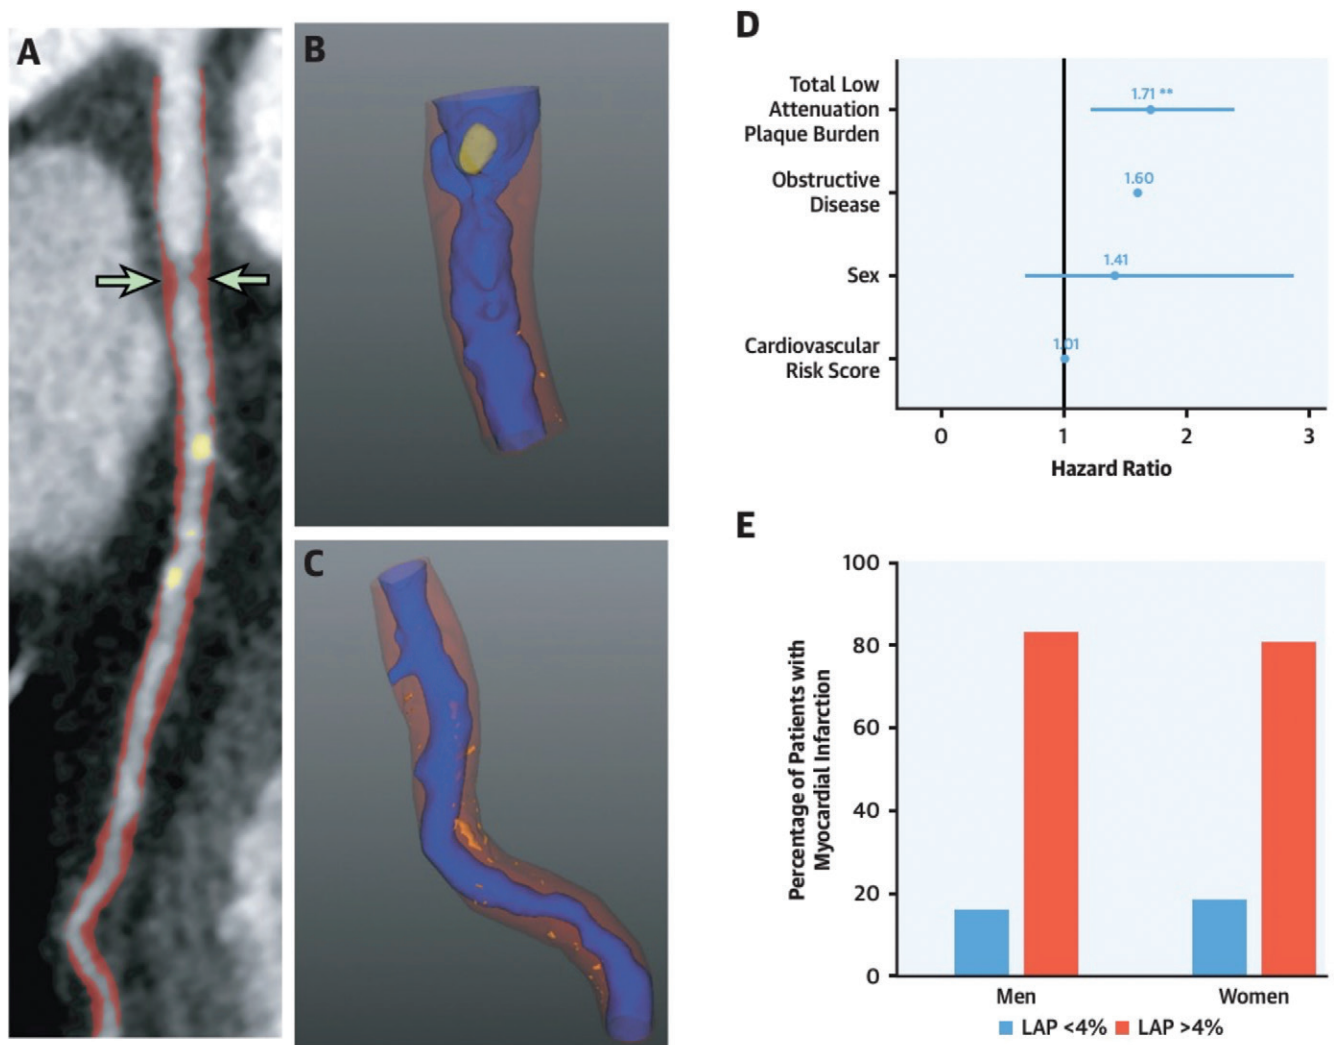 A
B
C
D
Total Low
Attenuation
Plaque Burden
1.71 **
Obstructive
Disease
1.60
Sex
1.41
Cardiovascular
Risk Score
1.01
0 1 2 3
Hazard Ratio
E
Percentage of Patients with
Myocardial Infarction
100
80
60
40
20
0
Men Women
LAP <4% LAP >4%